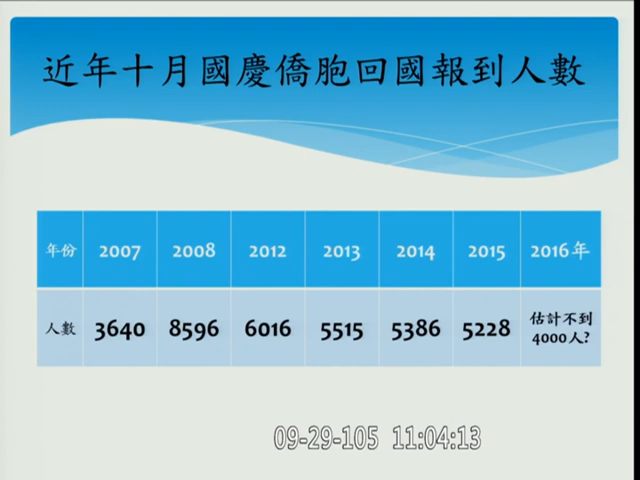 近年十月國慶僑胞回國報到人數
年份 2007 2008 2012 2013 2014 2015 2016年
人數 3640 8596 6016 5515 5386 5228 估計不到
4000人?
09-29-105 11:04:13